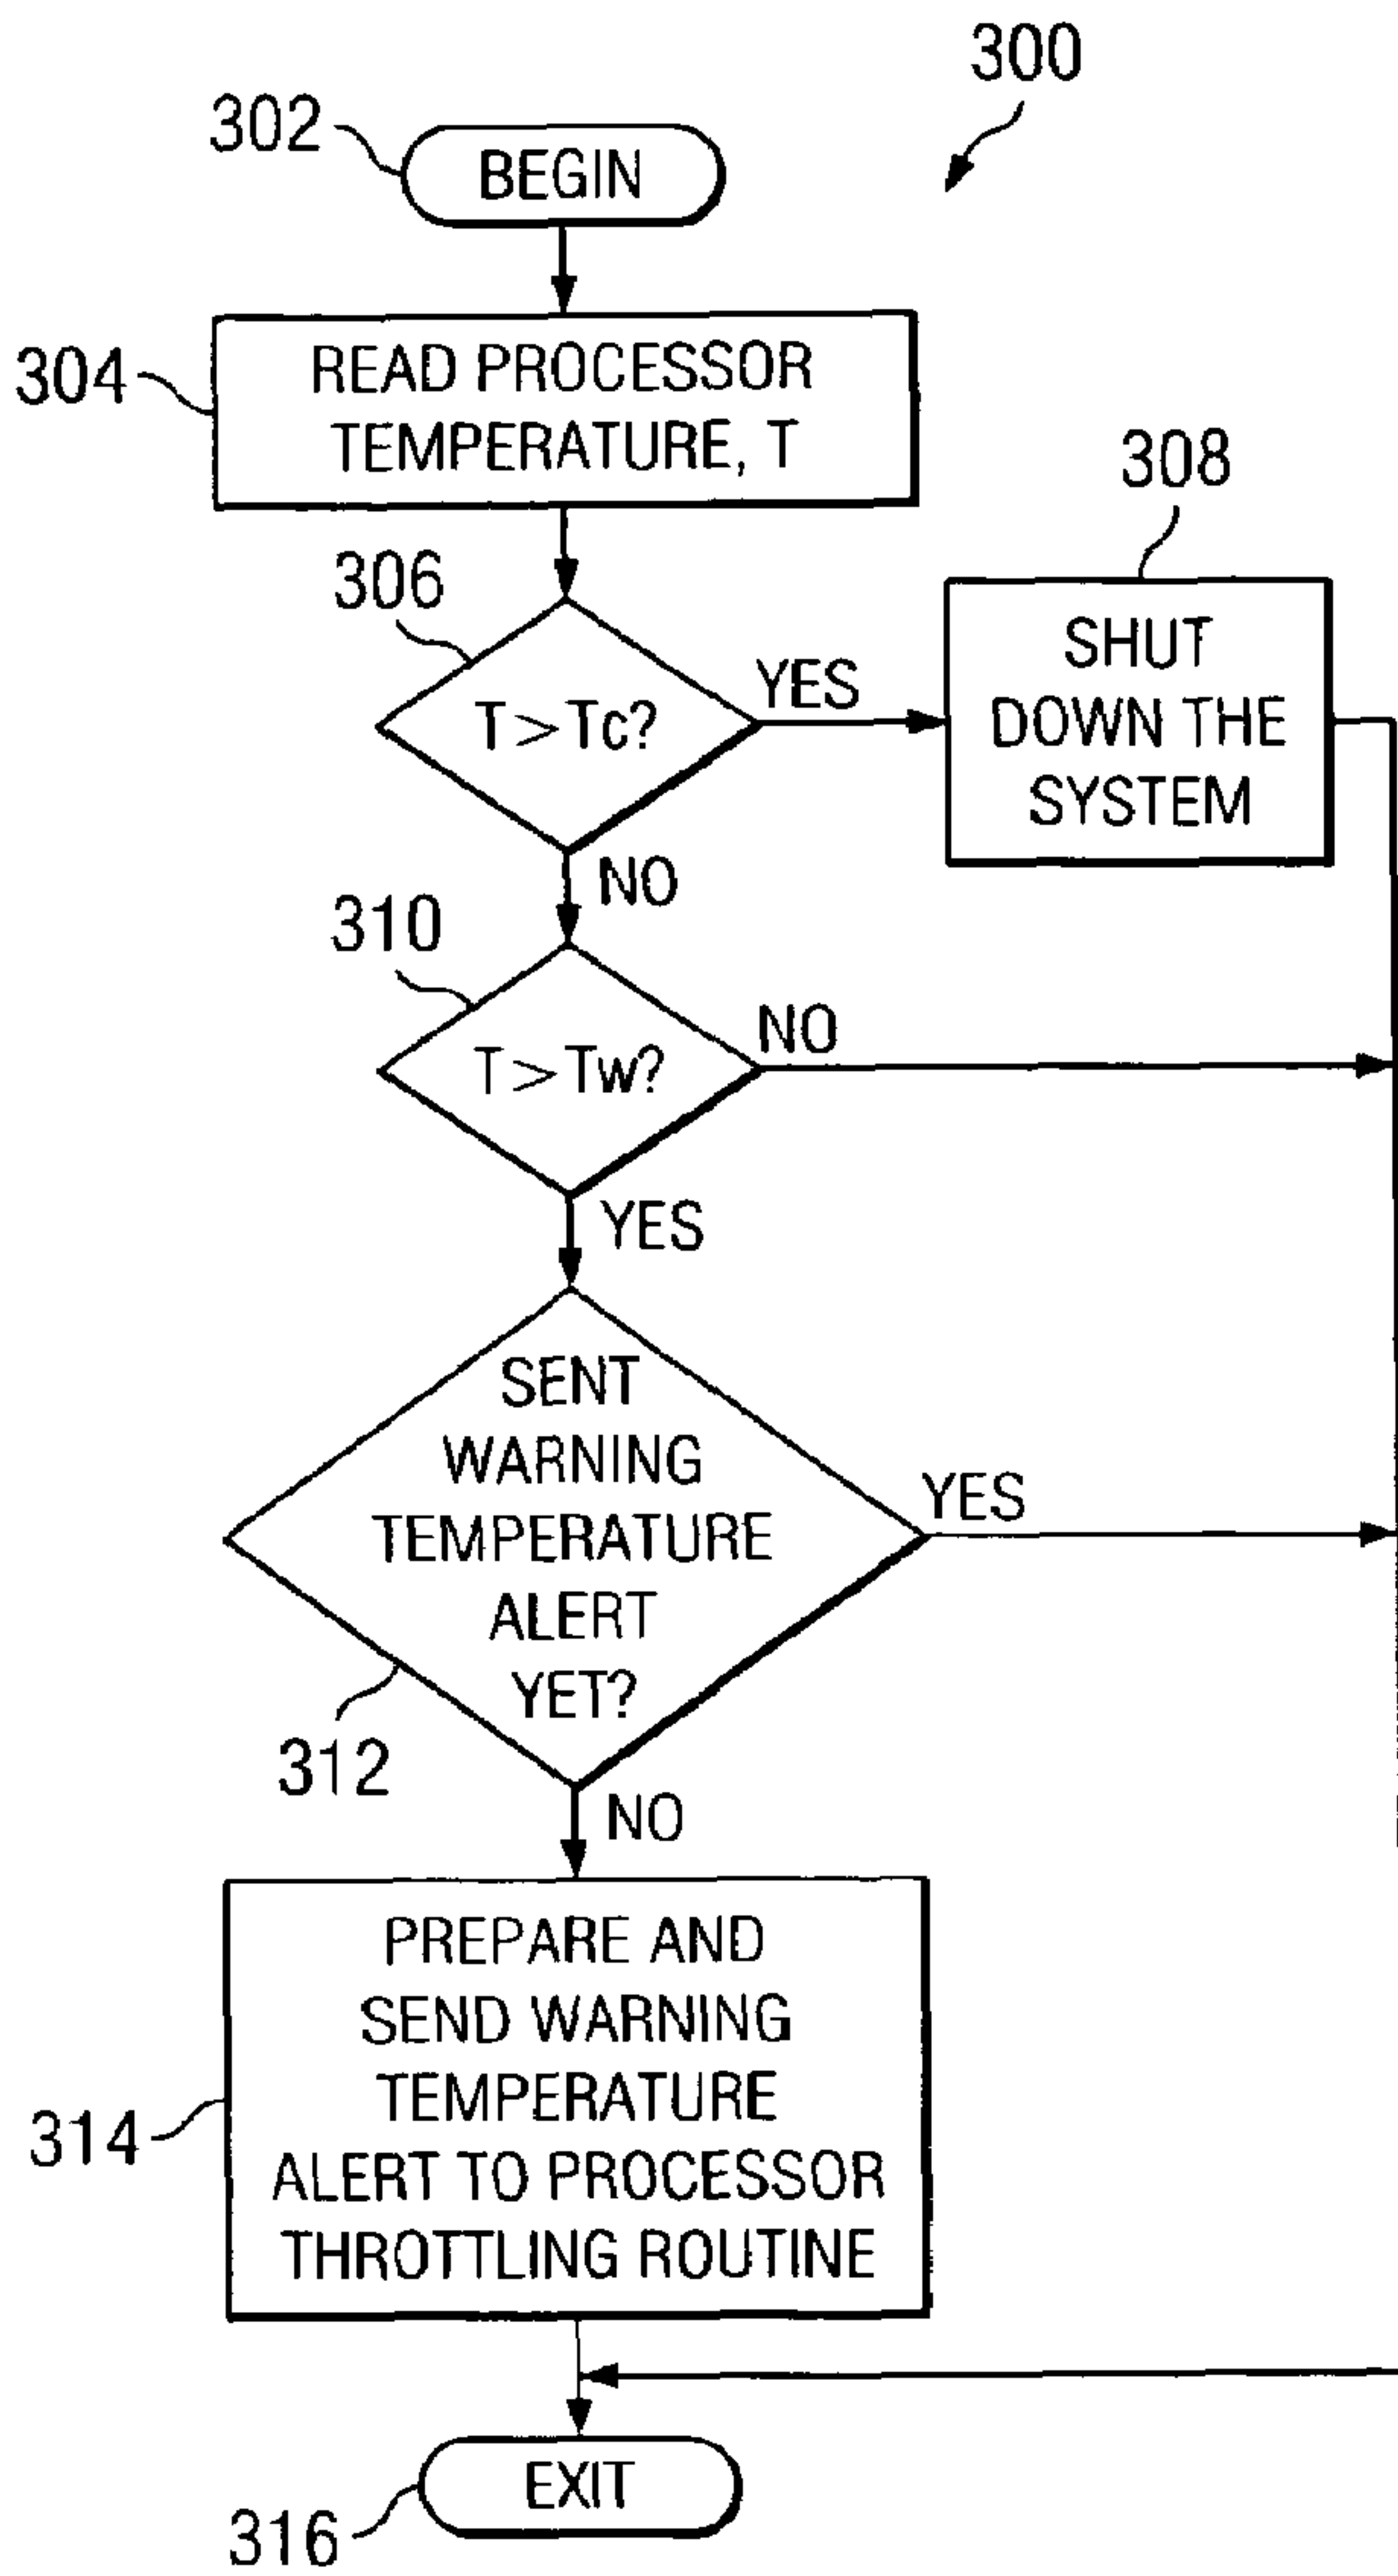 300
302
BEGIN
304
READ PROCESSOR
TEMPERATURE, T
306
T>Tc?
YES
308
SHUT
DOWN THE
SYSTEM
NO
310
T>Tw?
NO
YES
SENT
WARNING
TEMPERATURE
ALERT
YET?
YES
312
NO
PREPARE AND
SEND WARNING
TEMPERATURE
ALERT TO PROCESSOR
THROTTLING ROUTINE
314
EXIT
316